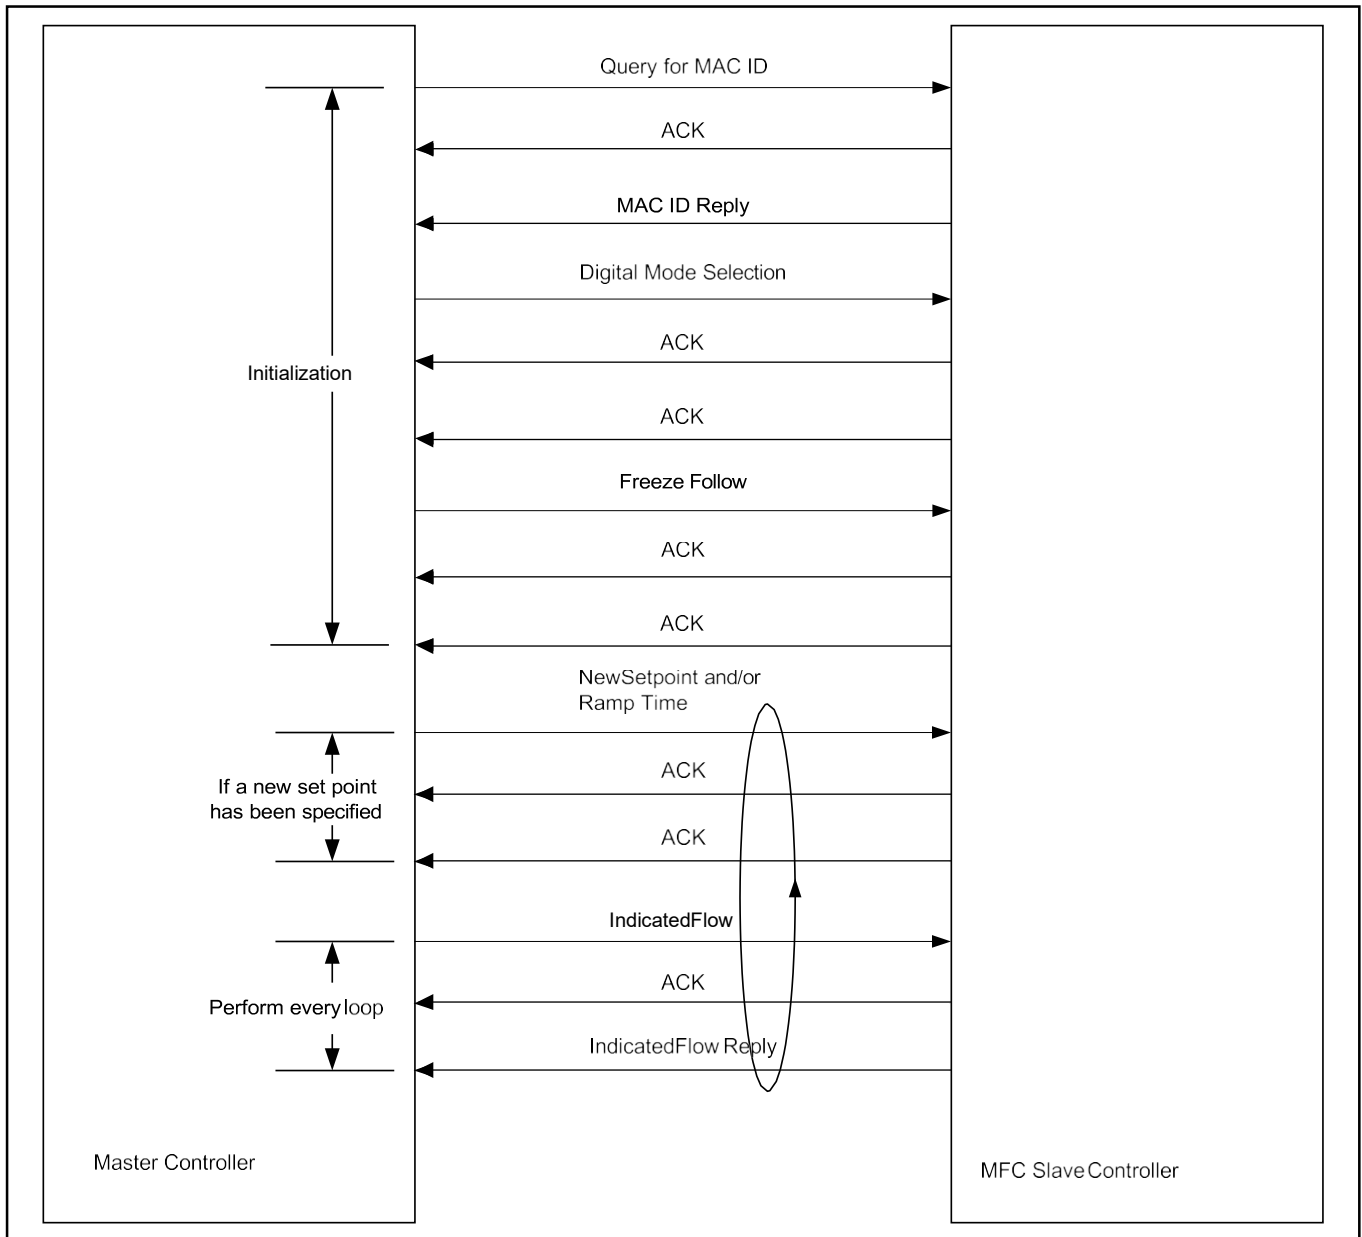 Query for MAC ID
ACK
MAC ID Reply
Digital Mode Selection
ACK
Initialization
ACK
Freeze Follow
ACK
ACK
NewSetpoint and/or
Ramp Time
ACK
If a new set point
has been specified
ACK
IndicatedFlow
ACK
Perform every loop
IndicatedFlow Reply
Master Controller
MFC Slave Controller